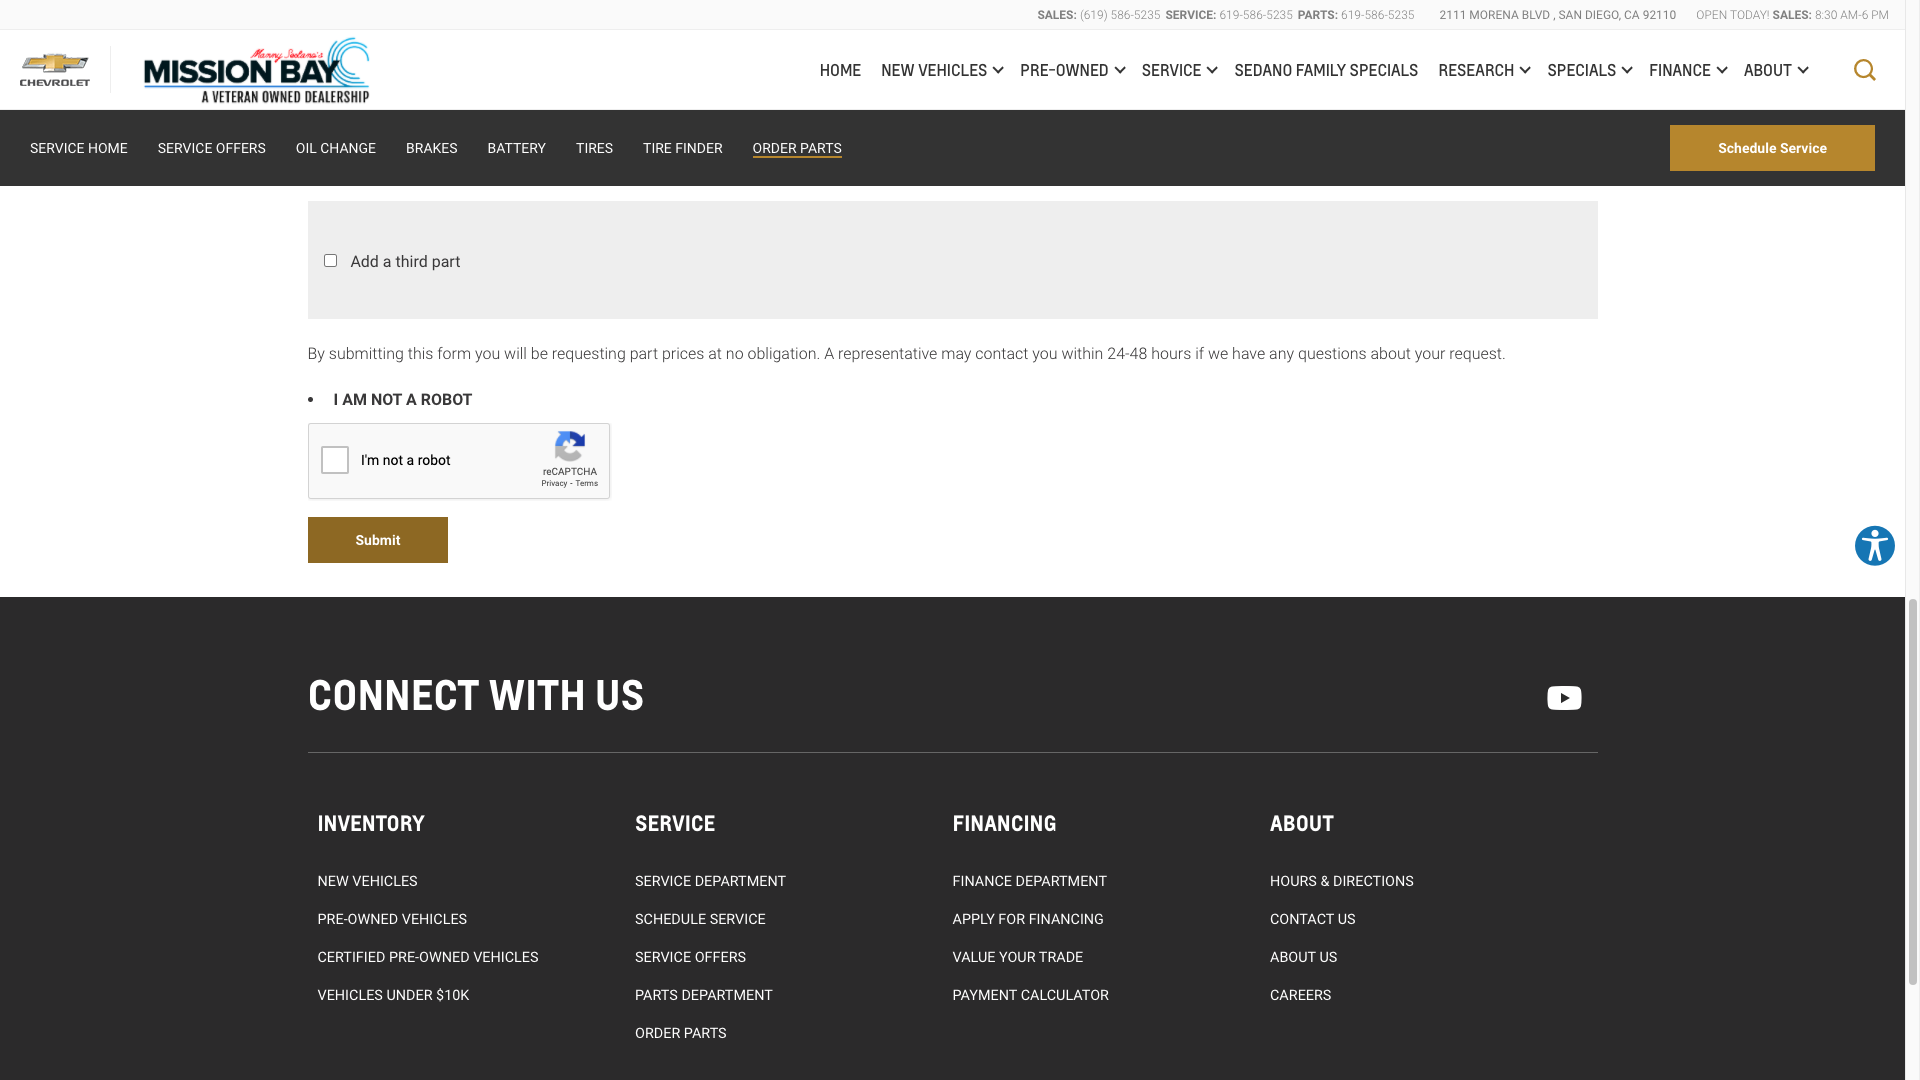 SALES: (619) 586-5235 SERVICE: 619-586-5235 PARTS: 619-586-5235 2111 MORENA BLVD , SAN DIEGO, CA 92110 OPEN TODAY! SALES: 8:30 AM-6 PM
CHEVROLET
Manny Sedano's
MISSION BAY
A VETERAN OWNED DEALERSHIP
HOME NEW VEHICLES PRE-OWNED SERVICE SEDANO FAMILY SPECIALS RESEARCH SPECIALS FINANCE ABOUT
SERVICE HOME SERVICE OFFERS OIL CHANGE BRAKES BATTERY TIRES TIRE FINDER ORDER PARTS Schedule Service
Add a third part
By submitting this form you will be requesting part prices at no obligation. A representative may contact you within 24-48 hours if we have any questions about your request.
• I AM NOT A ROBOT
I'm not a robot
reCAPTCHA
Privacy - Terms
Submit
CONNECT WITH US
INVENTORY
NEW VEHICLES
PRE-OWNED VEHICLES
CERTIFIED PRE-OWNED VEHICLES
VEHICLES UNDER $10K
SERVICE
SERVICE DEPARTMENT
SCHEDULE SERVICE
SERVICE OFFERS
PARTS DEPARTMENT
ORDER PARTS
FINANCING
FINANCE DEPARTMENT
APPLY FOR FINANCING
VALUE YOUR TRADE
PAYMENT CALCULATOR
ABOUT
HOURS & DIRECTIONS
CONTACT US
ABOUT US
CAREERS